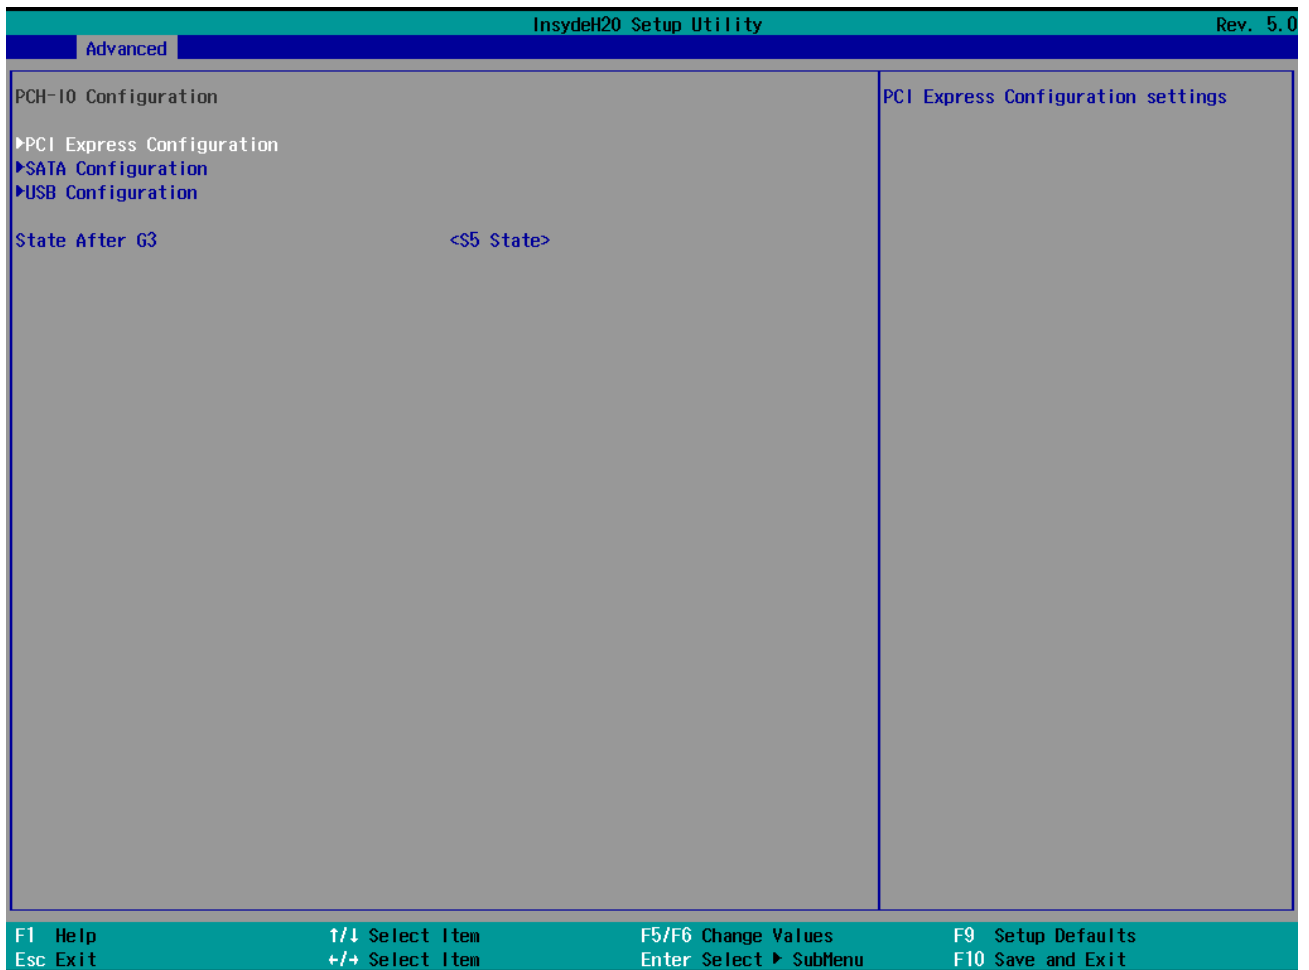 InsydeH2O Setup Utility Rev. 5.0
Advanced
PCH-IO Configuration
▶PCI Express Configuration
▶SATA Configuration
▶USB Configuration
State After G3 <S5 State>
PCI Express Configuration settings
F1 Help ↑/↓ Select Item F5/F6 Change Values F9 Setup Defaults
Esc Exit ←/→ Select Item Enter Select ▶ SubMenu F10 Save and Exit